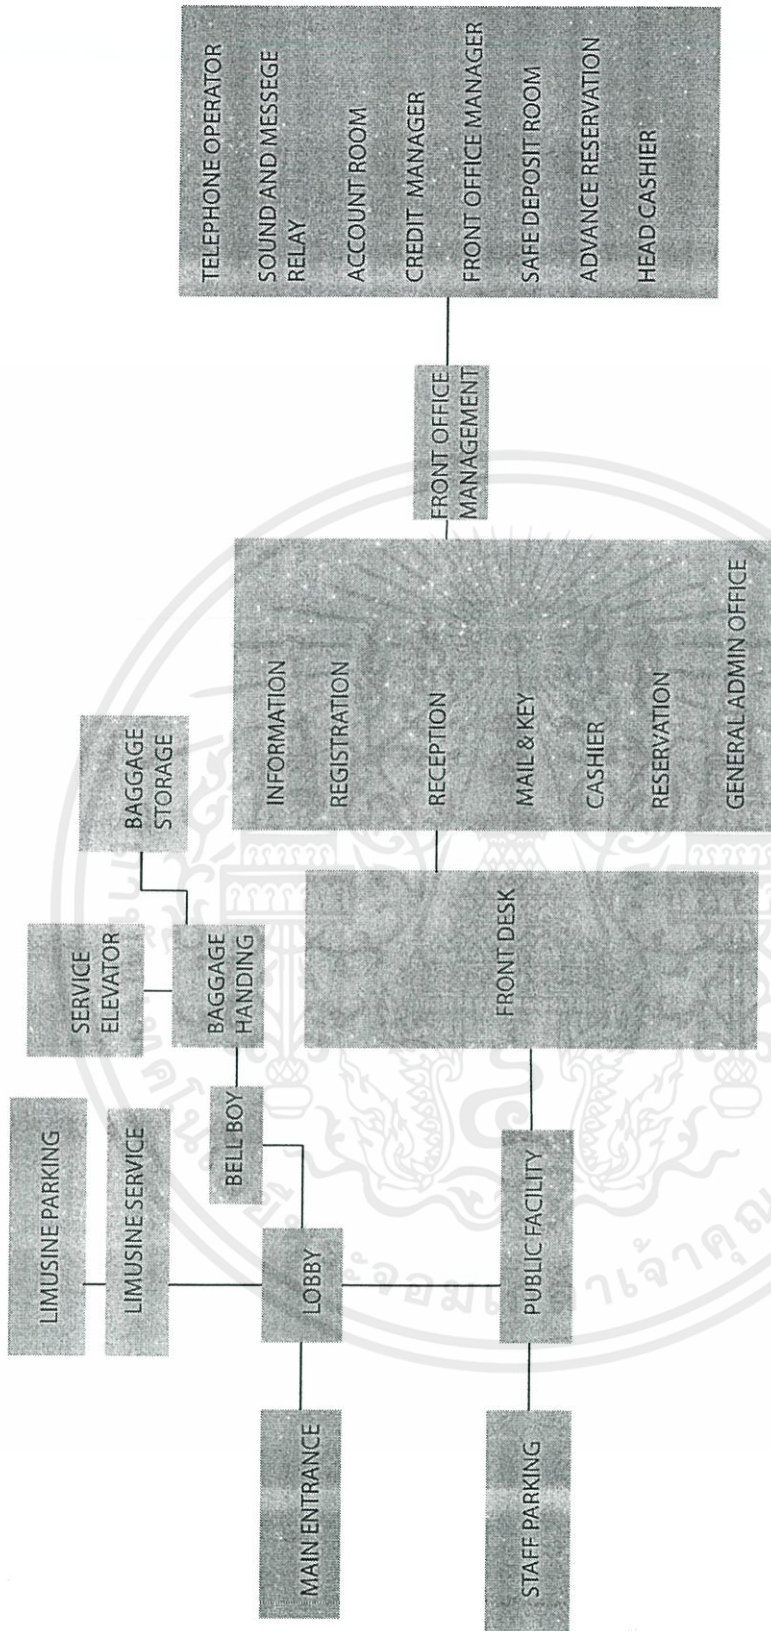 LIMUSINE PARKING
LIMUSINE SERVICE
SERVICE
ELEVATOR
BAGGAGE
STORAGE
BELL BOY
BAGGAGE
HANDING
MAIN ENTRANCE
LOBBY
STAFF PARKING
PUBLIC FACILITY
FRONT DESK
INFORMATION
REGISTRATION
RECEPTION
MAIL & KEY
CASHIER
RESERVATION
GENERAL ADMIN OFFICE
FRONT OFFICE
MANAGEMENT
TELEPHONE OPERATOR
SOUND AND MESSEGE
RELAY
ACCOUNT ROOM
CREDIT MANAGER
FRONT OFFICE MANAGER
SAFE DEPOSIT ROOM
ADVANCE RESERVATION
HEAD CASHIER